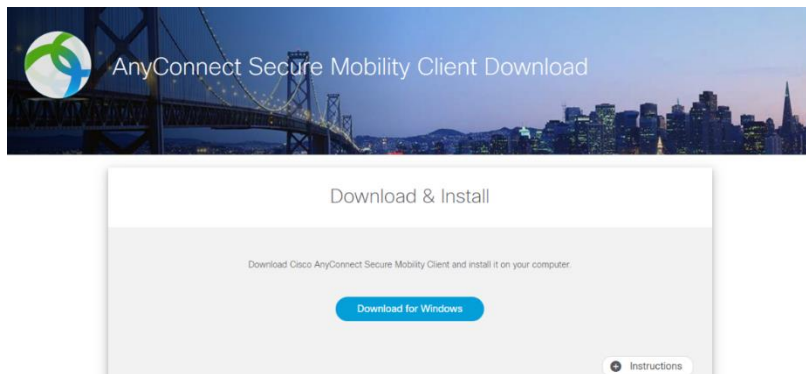 AnyConnect Secure Mobility Client Download
Download & Install
Download Cisco AnyConnect Secure Mobility Client and install it on your computer.
Download for Windows
Instructions